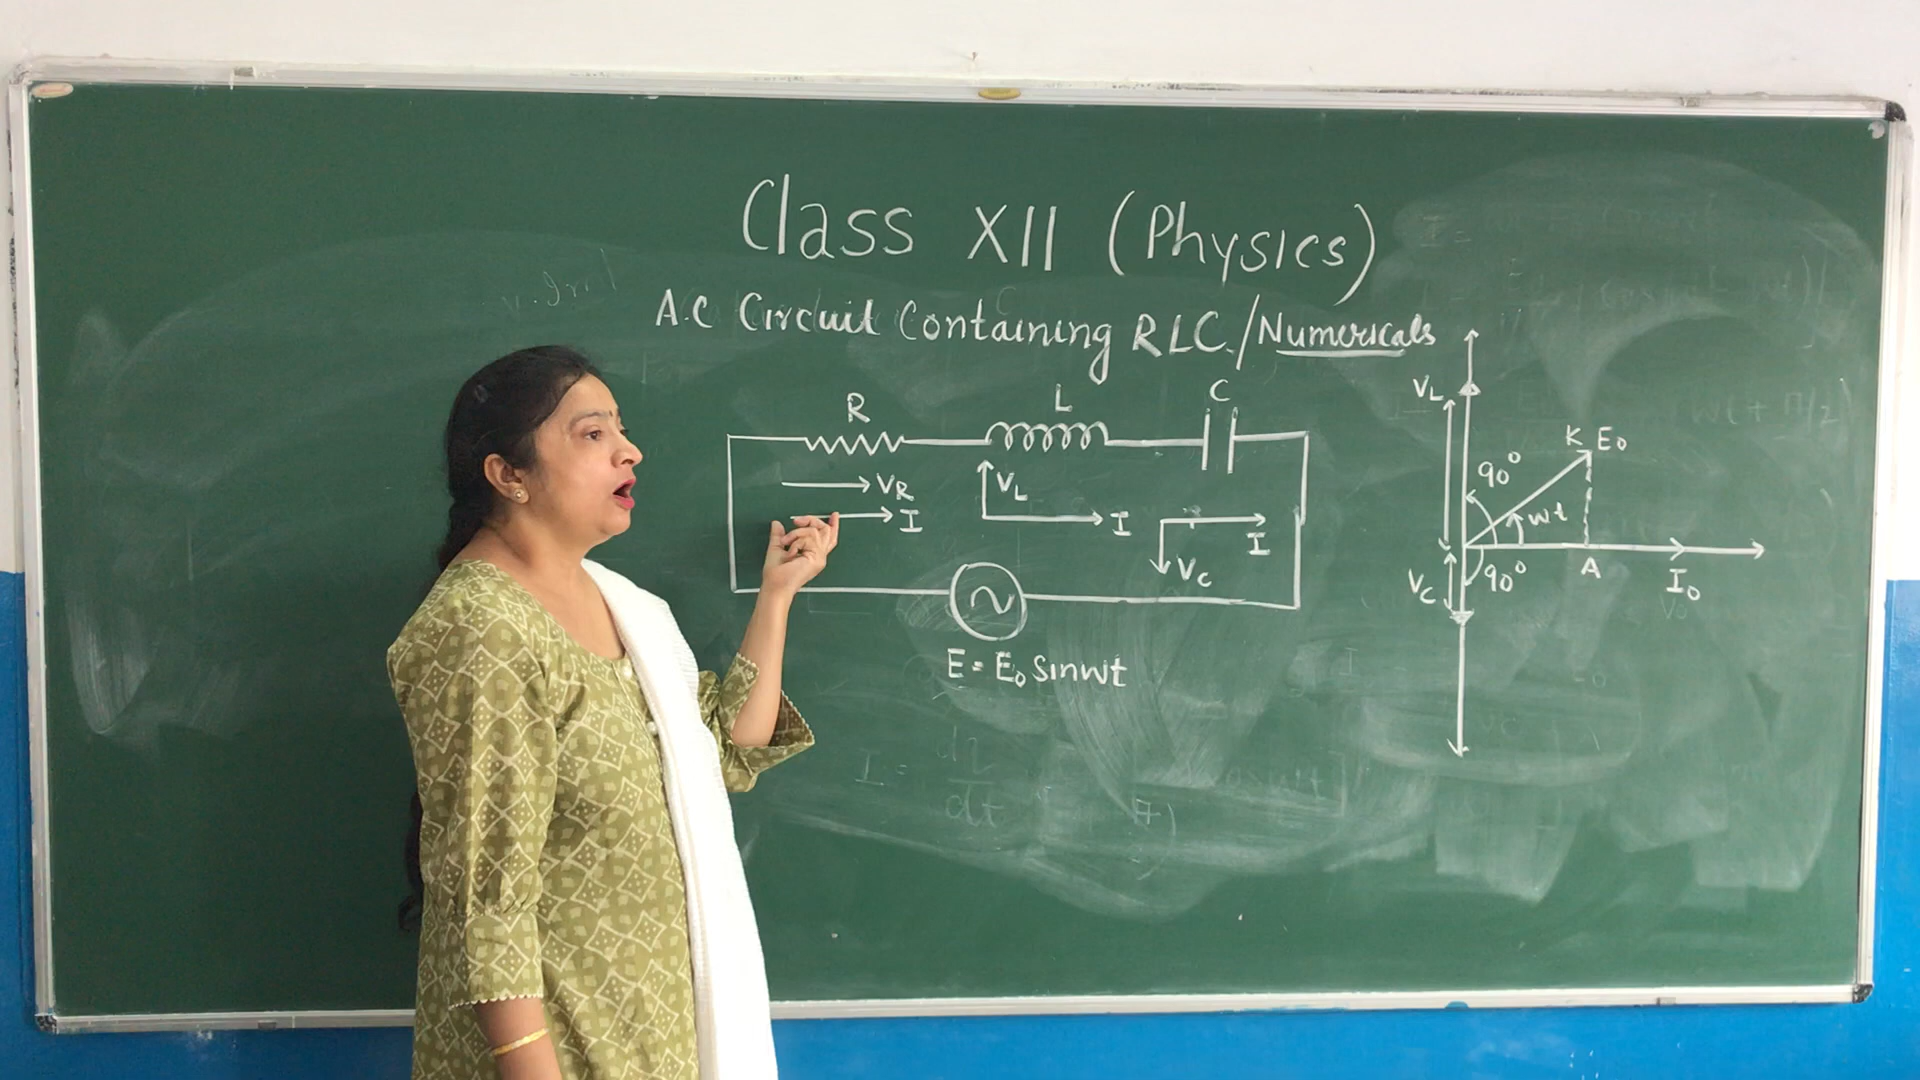 Class XII (Physics)
A.C Circuit Containing RLC./Numericals
R L C
VR
I
VL
I
I
VC
E = E0 Sinwt
VL
K E0
90°
wt
A
I0
90°
VC